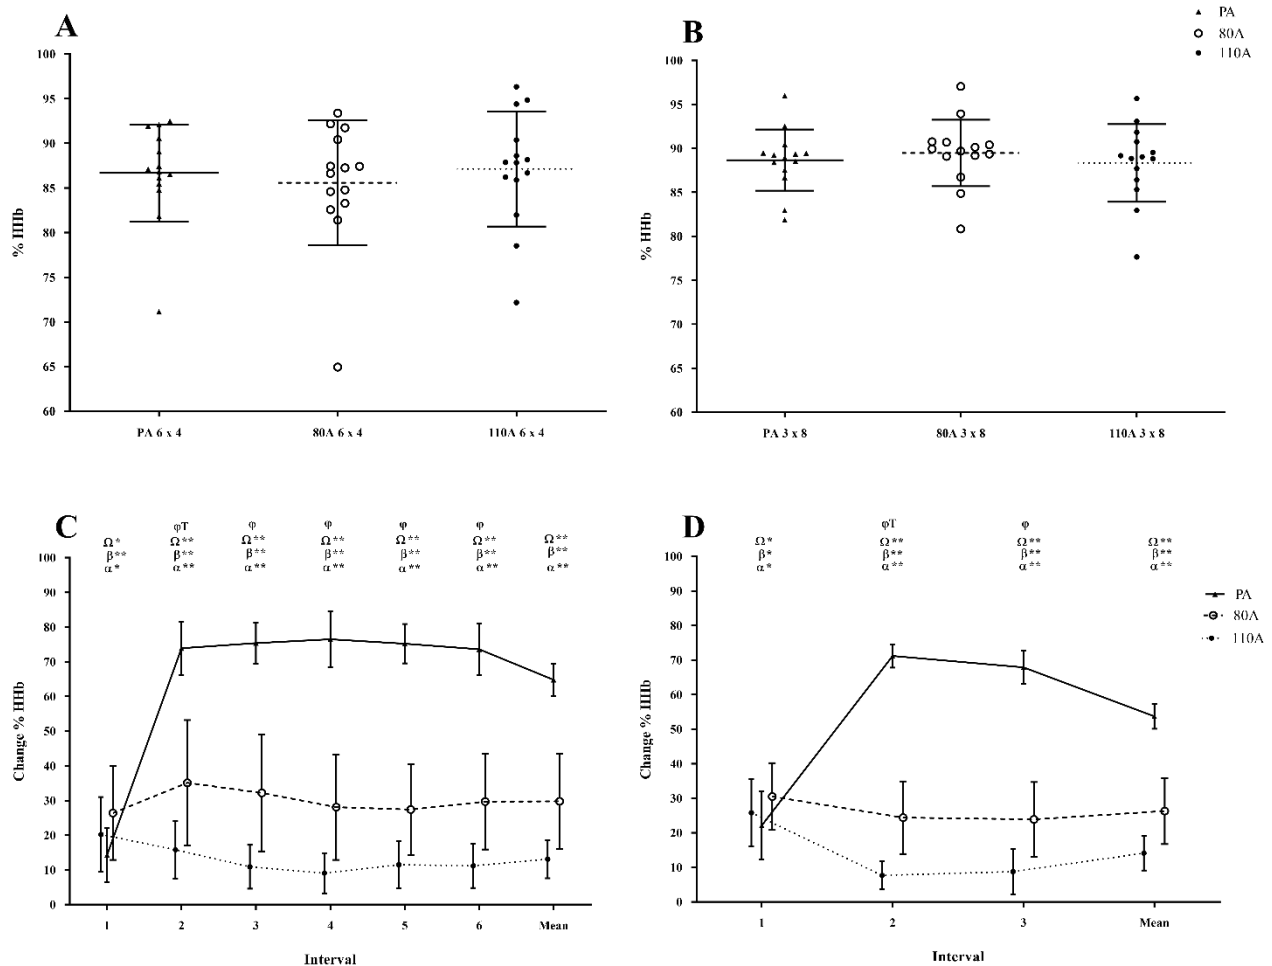 A
% HHb
100
95
90
85
80
75
70
65
60
PA 6 x 4
80A 6 x 4
110A 6 x 4
B
PA
80A
110A
% HHb
100
95
90
85
80
75
70
65
60
PA 3 x 8
80A 3 x 8
110A 3 x 8
C
φT φ φ φ φ
Ω* Ω** Ω** Ω** Ω** Ω** Ω**
β** β** β** β** β** β** β**
α* α** α** α** α** α** α**
Change % HHb
100
90
80
70
60
50
40
30
20
10
0
1 2 3 4 5 6 Mean
Interval
D
φT φ
Ω* Ω** Ω** Ω**
β* β** β** β**
α* α** α** α**
PA
80A
110A
Change % HHb
100
90
80
70
60
50
40
30
20
10
0
1 2 3 Mean
Interval